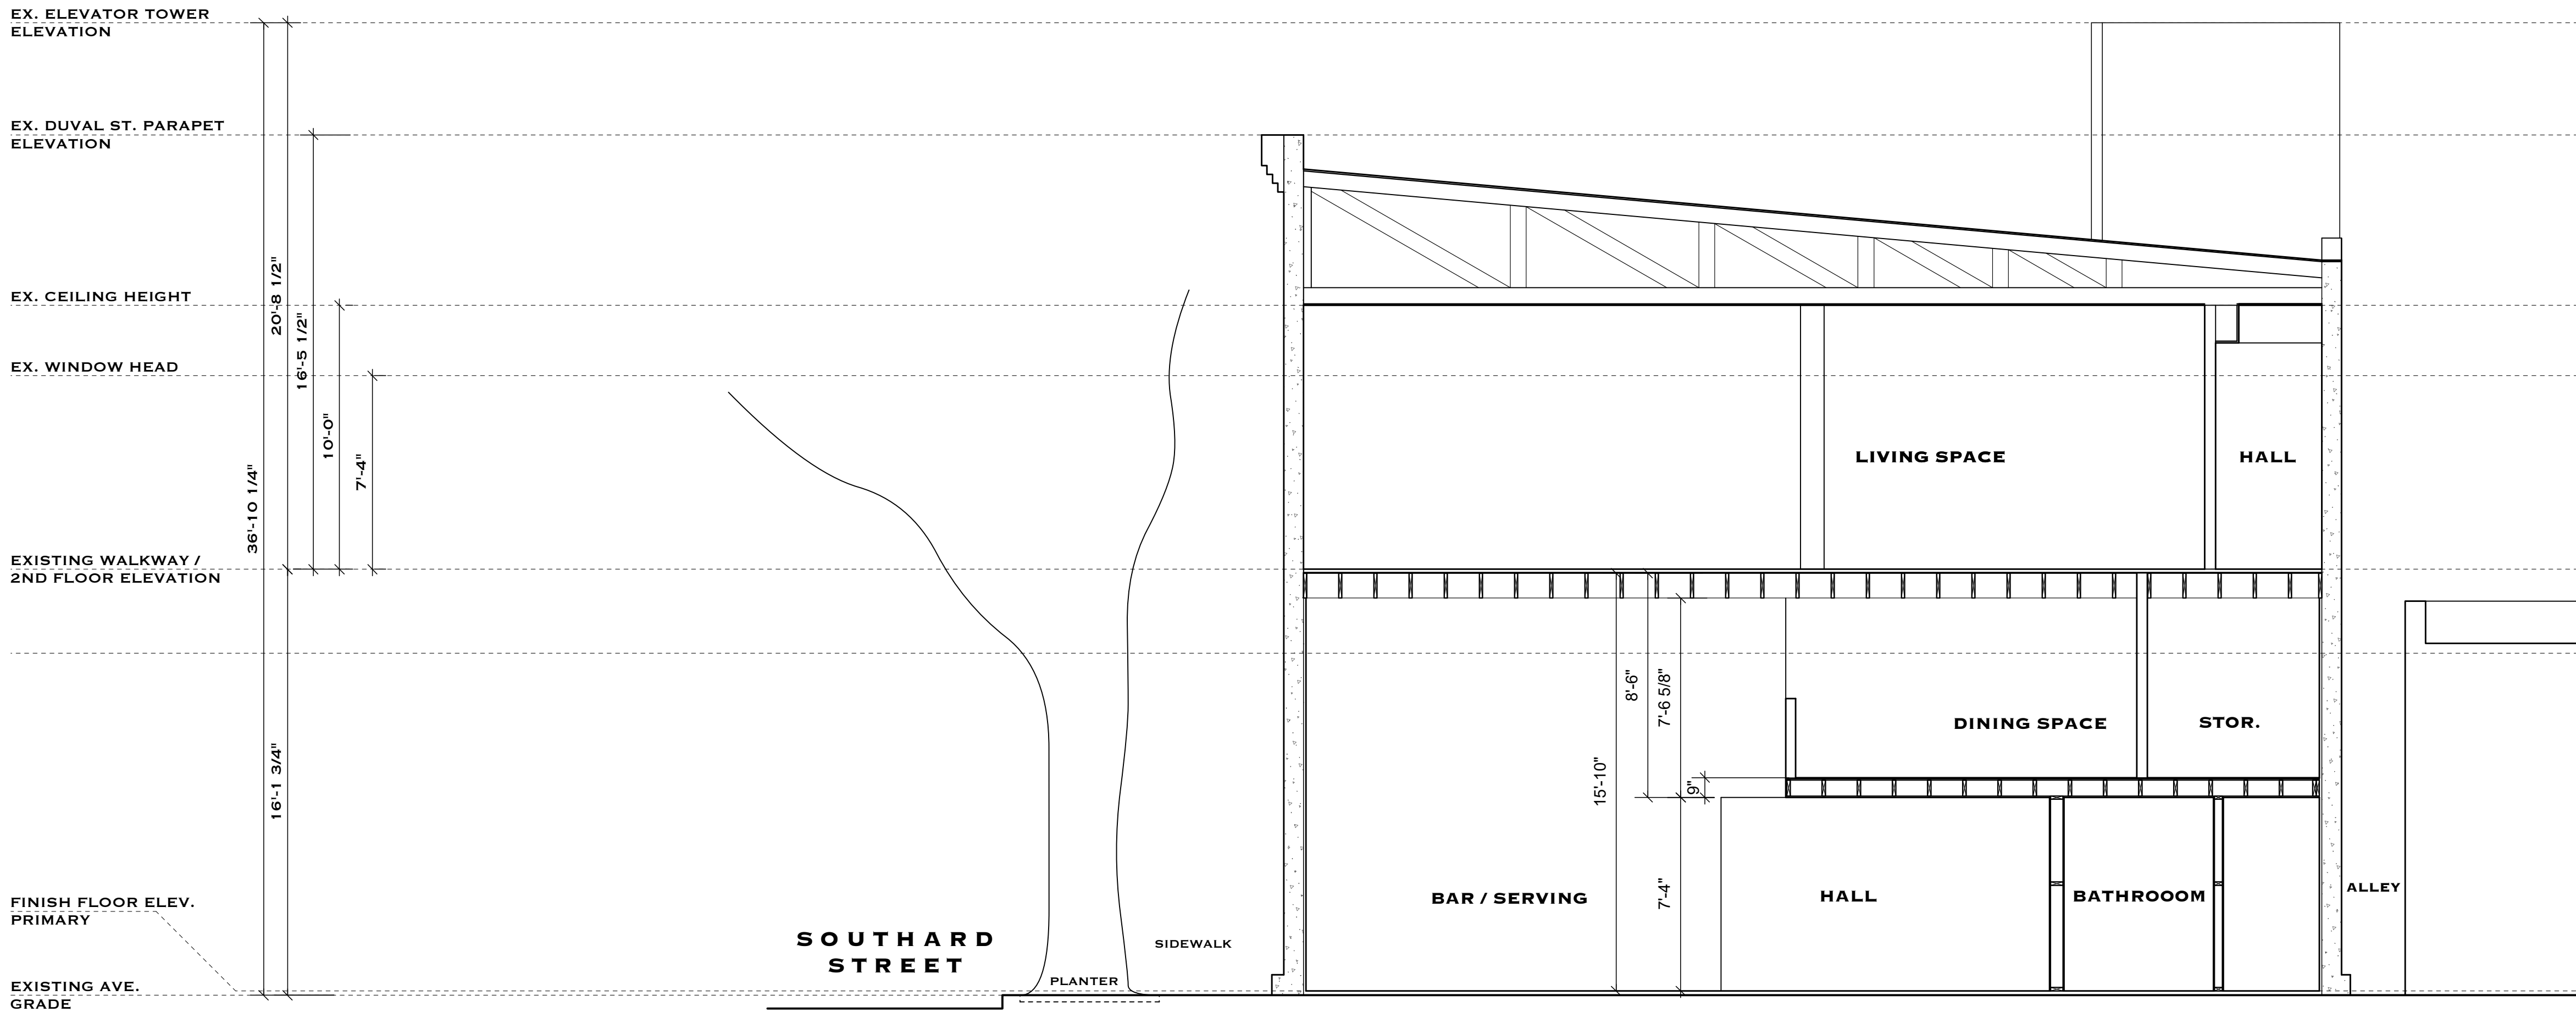 EX. ELEVATOR TOWER
ELEVATION
EX. DUVAL ST. PARAPET
ELEVATION
EX. CEILING HEIGHT
EX. WINDOW HEAD
EXISTING WALKWAY /
2ND FLOOR ELEVATION
FINISH FLOOR ELEV.
PRIMARY
EXISTING AVE.
GRADE
36'-10 1/4"
20'-8 1/2"
16'-1 3/4"
16'-5 1/2"
10'-0"
7'-4"
SOUTHARD
STREET
PLANTER
SIDEWALK
LIVING SPACE
HALL
15'-10"
8'-6"
7'-6 5/8"
9"
7'-4"
DINING SPACE
STOR.
BAR / SERVING
HALL
BATHROOOM
ALLEY